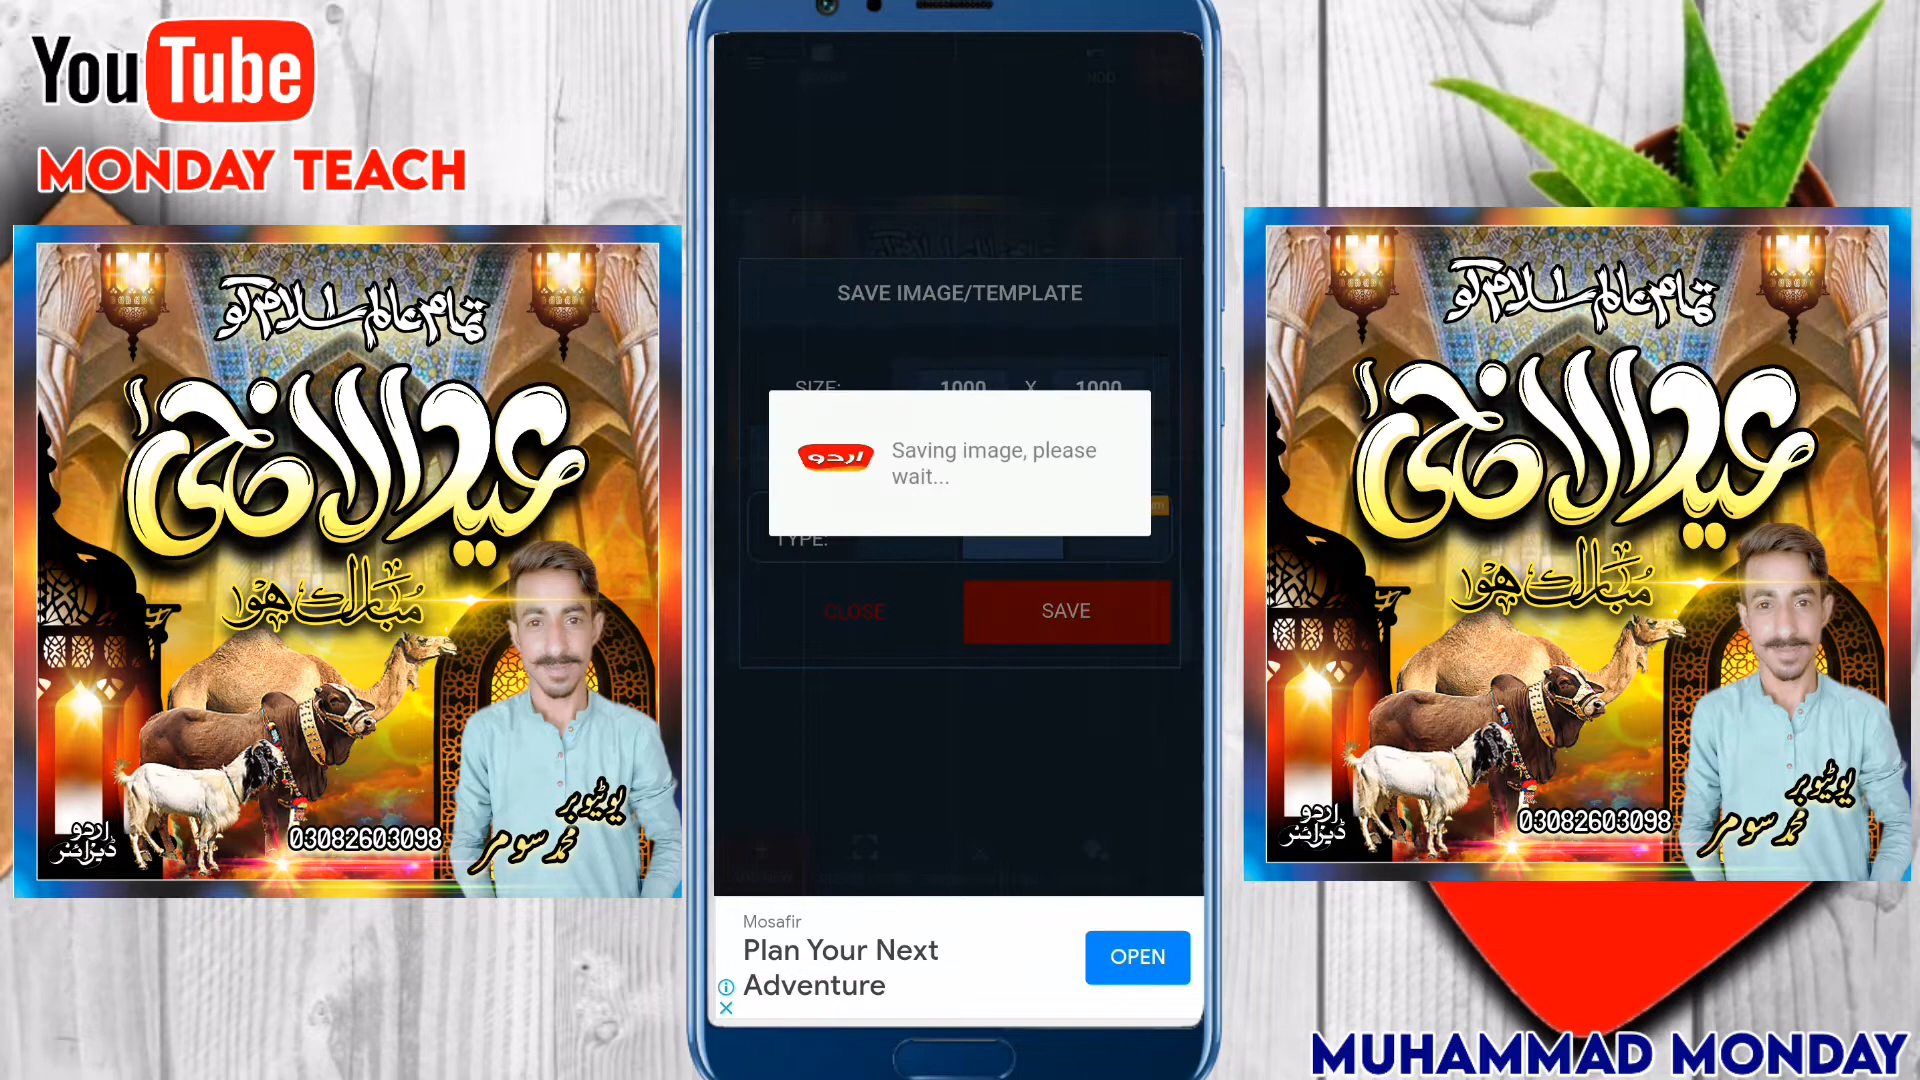 YouTube
MONDAY TEACH
تمام عالم اسلام کو
عیدالاضحیٰ
مبارک ہو
یوٹیوبر
محمد سومر
03082603098
اردو
ڈیزائنر
SAVE IMAGE/TEMPLATE
SIZE: 1000 X 1000
اردو
Saving image, please
wait...
TYPE:
CLOSE
SAVE
Mosafir
Plan Your Next
Adventure
OPEN
تمام عالم اسلام کو
عیدالاضحیٰ
مبارک ہو
یوٹیوبر
محمد سومر
03082603098
اردو
ڈیزائنر
MUHAMMAD MONDAY